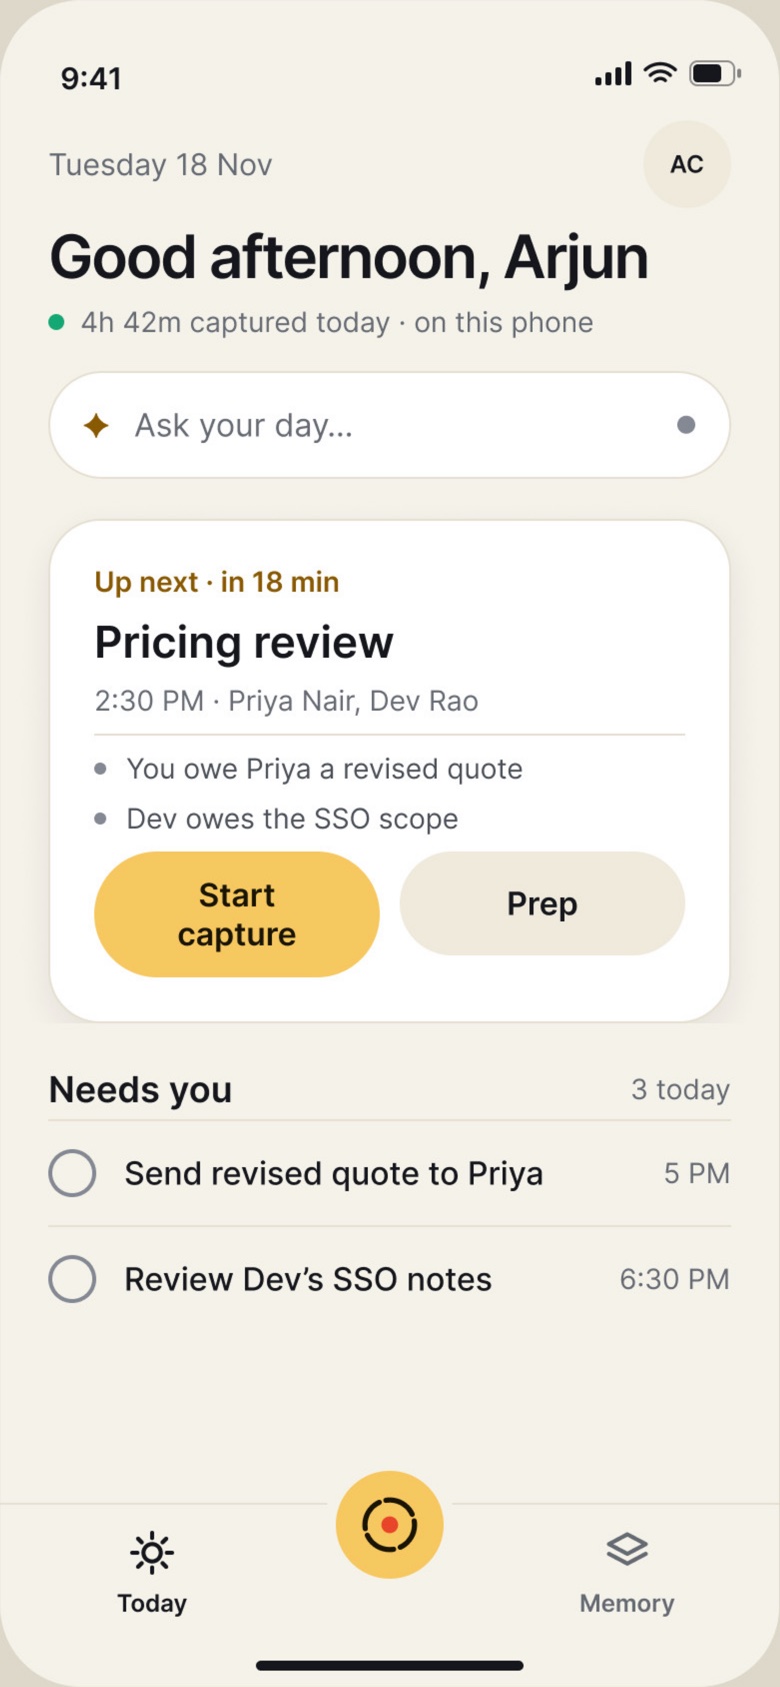 9:41
Tuesday 18 Nov
AC
Good afternoon, Arjun
4h 42m captured today · on this phone
Ask your day...
Up next · in 18 min
Pricing review
2:30 PM · Priya Nair, Dev Rao
You owe Priya a revised quote
Dev owes the SSO scope
Start
capture
Prep
Needs you
3 today
Send revised quote to Priya
5 PM
Review Dev’s SSO notes
6:30 PM
Today
Memory